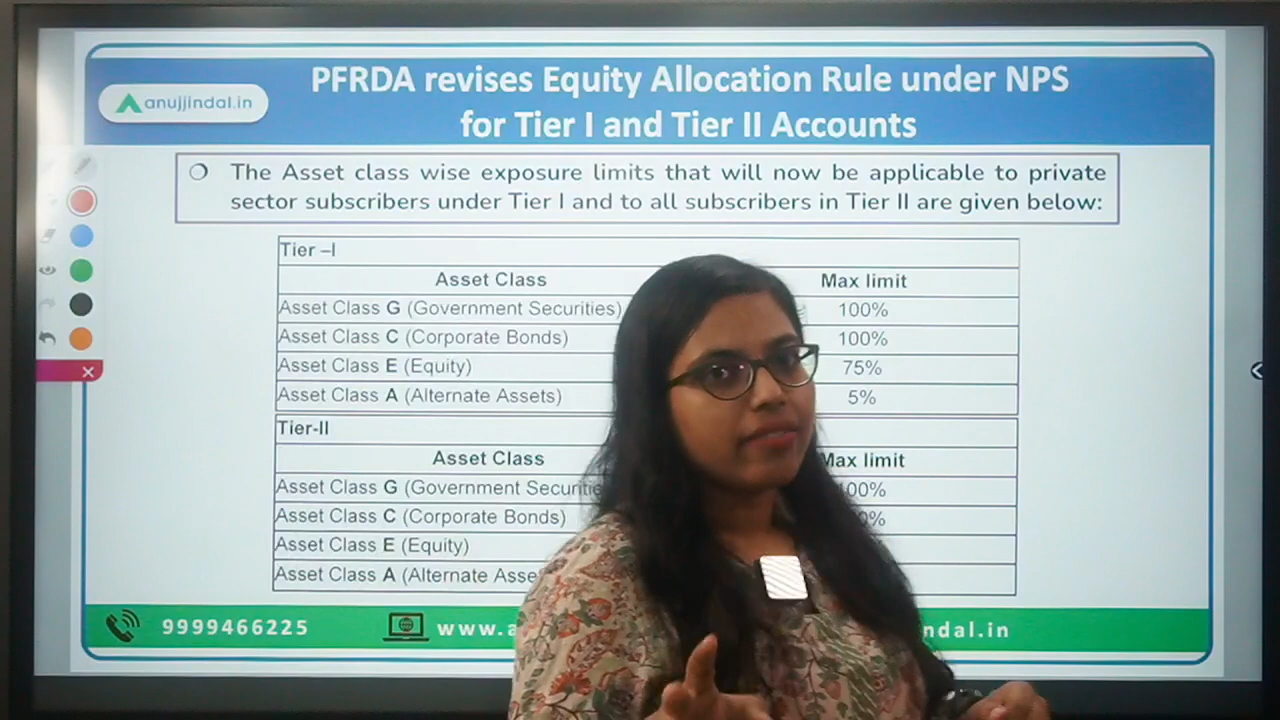 PFRDA revises Equity Allocation Rule under NPS
for Tier I and Tier II Accounts
anujjindal.in
The Asset class wise exposure limits that will now be applicable to private
sector subscribers under Tier I and to all subscribers in Tier II are given below:
Tier –I
Asset Class Max limit
Asset Class G (Government Securities) 100%
Asset Class C (Corporate Bonds) 100%
Asset Class E (Equity) 75%
Asset Class A (Alternate Assets) 5%
Tier-II
Asset Class Max limit
Asset Class G 00%
Asset Class C (Corporate Bonds) 0%
Asset Class E (Equity)
Asset Class A (Alternate
9999466225 www.a ndal.in